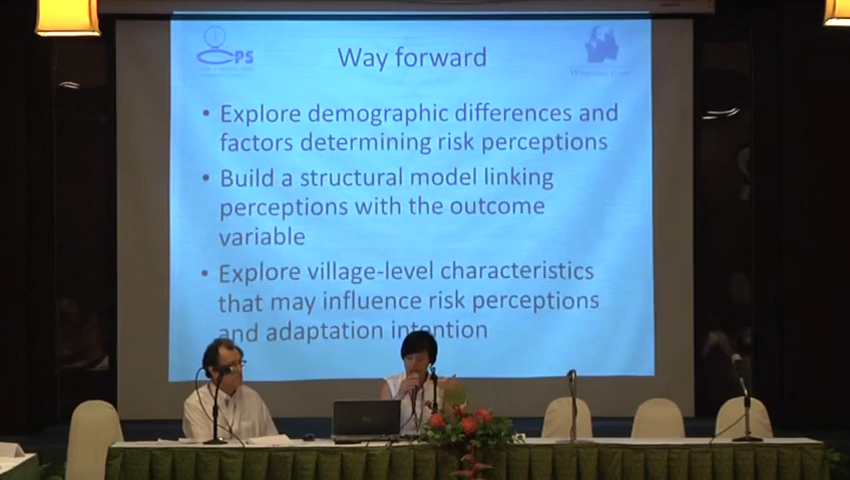 CPS
Way forward
• Explore demographic differences and
factors determining risk perceptions
• Build a structural model linking
perceptions with the outcome
variable
• Explore village-level characteristics
that may influence risk perceptions
and adaptation intention